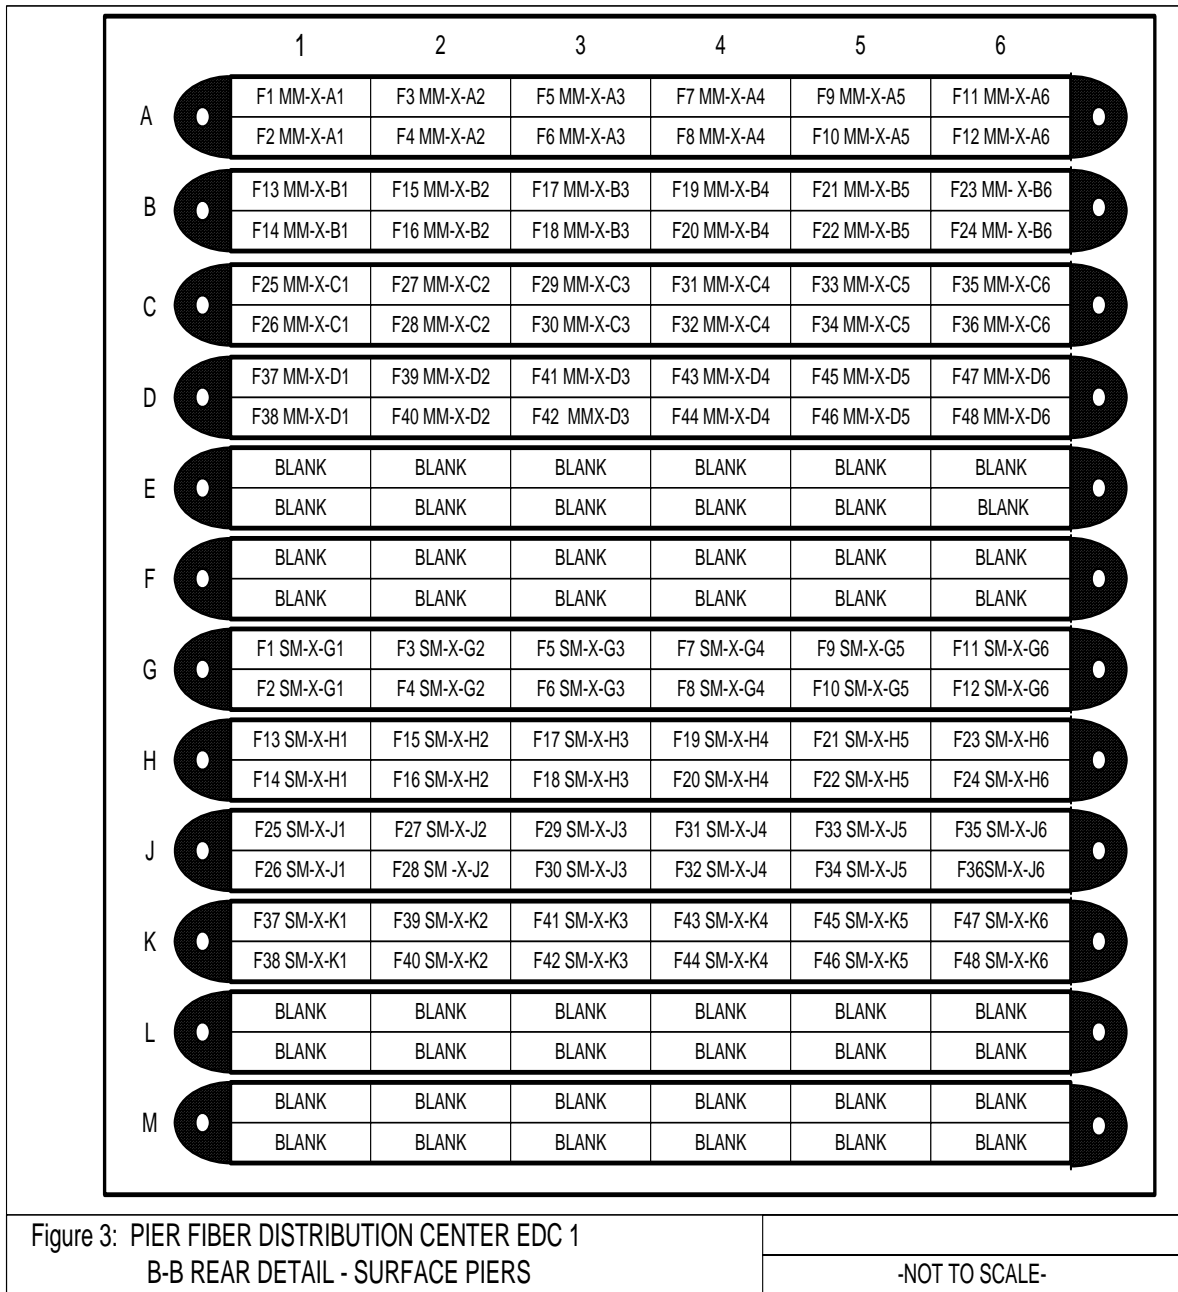 1 2 3 4 5 6
A
F1 MM-X-A1 F3 MM-X-A2 F5 MM-X-A3 F7 MM-X-A4 F9 MM-X-A5 F11 MM-X-A6
F2 MM-X-A1 F4 MM-X-A2 F6 MM-X-A3 F8 MM-X-A4 F10 MM-X-A5 F12 MM-X-A6
B
F13 MM-X-B1 F15 MM-X-B2 F17 MM-X-B3 F19 MM-X-B4 F21 MM-X-B5 F23 MM- X-B6
F14 MM-X-B1 F16 MM-X-B2 F18 MM-X-B3 F20 MM-X-B4 F22 MM-X-B5 F24 MM- X-B6
C
F25 MM-X-C1 F27 MM-X-C2 F29 MM-X-C3 F31 MM-X-C4 F33 MM-X-C5 F35 MM-X-C6
F26 MM-X-C1 F28 MM-X-C2 F30 MM-X-C3 F32 MM-X-C4 F34 MM-X-C5 F36 MM-X-C6
D
F37 MM-X-D1 F39 MM-X-D2 F41 MM-X-D3 F43 MM-X-D4 F45 MM-X-D5 F47 MM-X-D6
F38 MM-X-D1 F40 MM-X-D2 F42 MMX-D3 F44 MM-X-D4 F46 MM-X-D5 F48 MM-X-D6
E
BLANK BLANK BLANK BLANK BLANK BLANK
BLANK BLANK BLANK BLANK BLANK BLANK
F
BLANK BLANK BLANK BLANK BLANK BLANK
BLANK BLANK BLANK BLANK BLANK BLANK
G
F1 SM-X-G1 F3 SM-X-G2 F5 SM-X-G3 F7 SM-X-G4 F9 SM-X-G5 F11 SM-X-G6
F2 SM-X-G1 F4 SM-X-G2 F6 SM-X-G3 F8 SM-X-G4 F10 SM-X-G5 F12 SM-X-G6
H
F13 SM-X-H1 F15 SM-X-H2 F17 SM-X-H3 F19 SM-X-H4 F21 SM-X-H5 F23 SM-X-H6
F14 SM-X-H1 F16 SM-X-H2 F18 SM-X-H3 F20 SM-X-H4 F22 SM-X-H5 F24 SM-X-H6
J
F25 SM-X-J1 F27 SM-X-J2 F29 SM-X-J3 F31 SM-X-J4 F33 SM-X-J5 F35 SM-X-J6
F26 SM-X-J1 F28 SM -X-J2 F30 SM-X-J3 F32 SM-X-J4 F34 SM-X-J5 F36SM-X-J6
K
F37 SM-X-K1 F39 SM-X-K2 F41 SM-X-K3 F43 SM-X-K4 F45 SM-X-K5 F47 SM-X-K6
F38 SM-X-K1 F40 SM-X-K2 F42 SM-X-K3 F44 SM-X-K4 F46 SM-X-K5 F48 SM-X-K6
L
BLANK BLANK BLANK BLANK BLANK BLANK
BLANK BLANK BLANK BLANK BLANK BLANK
M
BLANK BLANK BLANK BLANK BLANK BLANK
BLANK BLANK BLANK BLANK BLANK BLANK
Figure 3: PIER FIBER DISTRIBUTION CENTER EDC 1
B-B REAR DETAIL - SURFACE PIERS
-NOT TO SCALE-